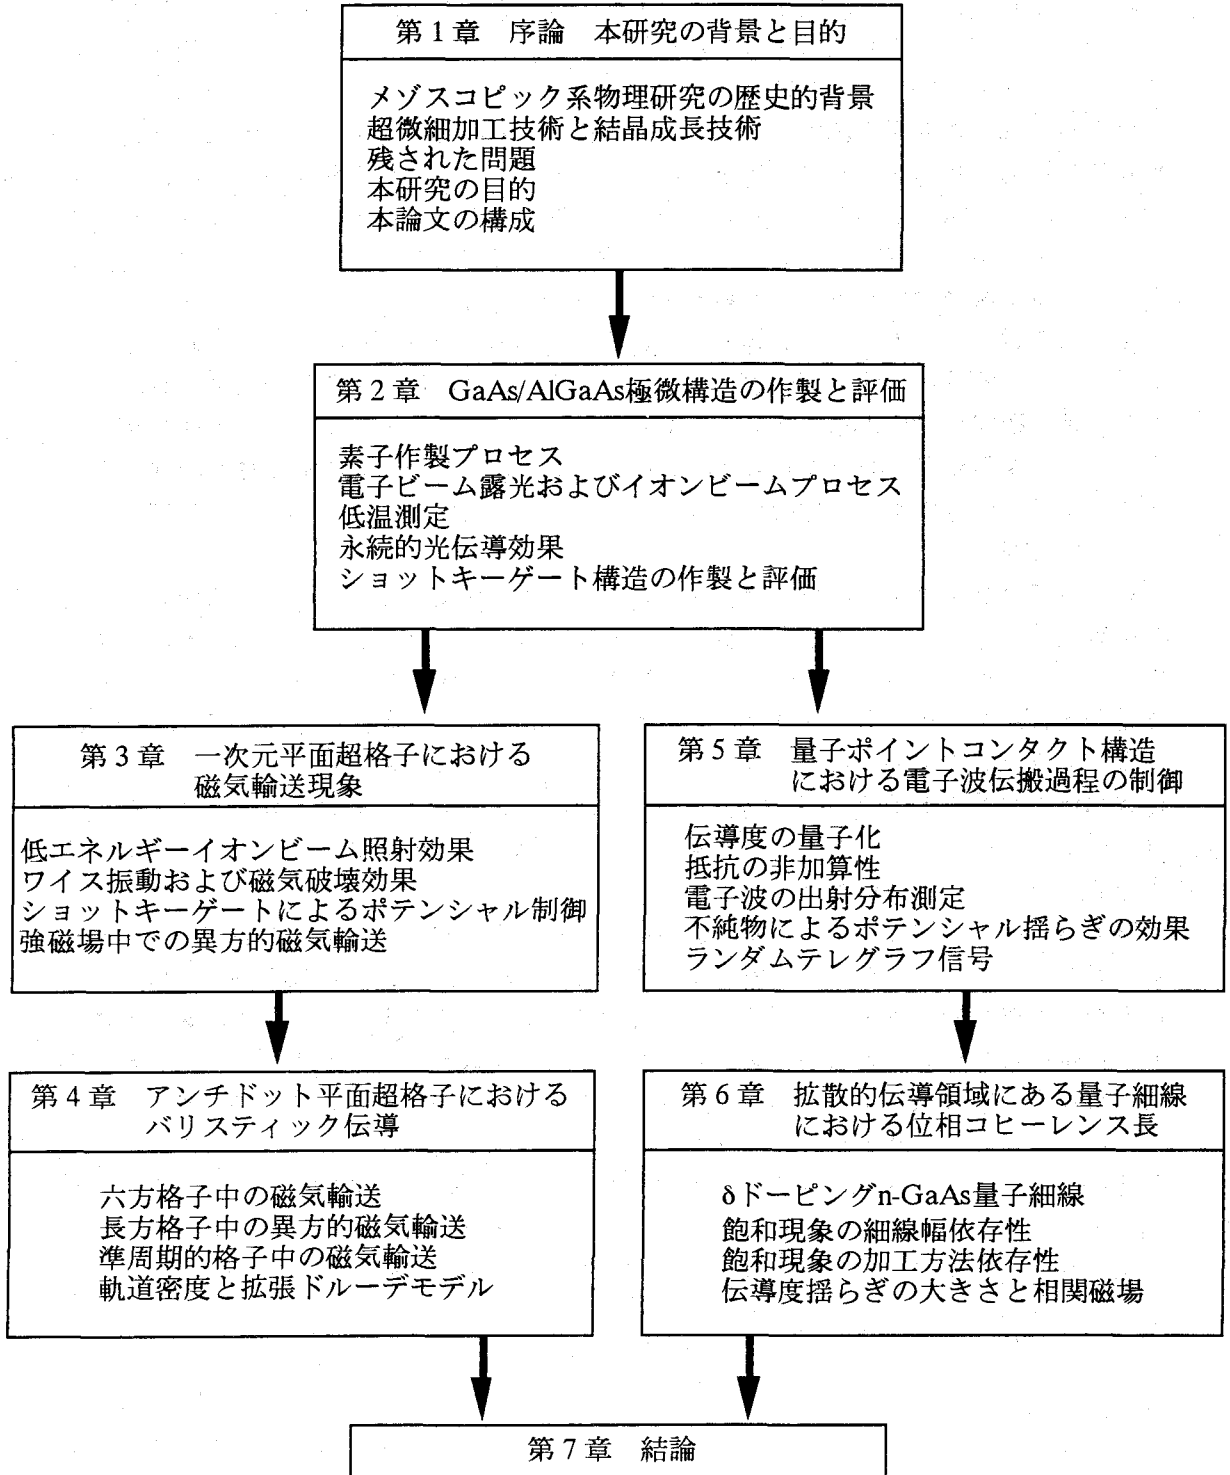 第1章　序論　本研究の背景と目的
メゾスコピック系物理研究の歴史的背景
超微細加工技術と結晶成長技術
残された問題
本研究の目的
本論文の構成
第2章　GaAs/AlGaAs極微構造の作製と評価
素子作製プロセス
電子ビーム露光およびイオンビームプロセス
低温測定
永続的光伝導効果
ショットキーゲート構造の作製と評価
第3章　一次元平面超格子における
磁気輸送現象
低エネルギーイオンビーム照射効果
ワイス振動および磁気破壊効果
ショットキーゲートによるポテンシャル制御
強磁場中での異方的磁気輸送
第4章　アンチドット平面超格子における
バリスティック伝導
六方格子中の磁気輸送
長方格子中の異方的磁気輸送
準周期的格子中の磁気輸送
軌道密度と拡張ドルーデモデル
第5章　量子ポイントコンタクト構造
における電子波伝搬過程の制御
伝導度の量子化
抵抗の非加算性
電子波の出射分布測定
不純物によるポテンシャル揺らぎの効果
ランダムテレグラフ信号
第6章　拡散的伝導領域にある量子細線
における位相コヒーレンス長
δドーピングn-GaAs量子細線
飽和現象の細線幅依存性
飽和現象の加工方法依存性
伝導度揺らぎの大きさと相関磁場
第7章　結論